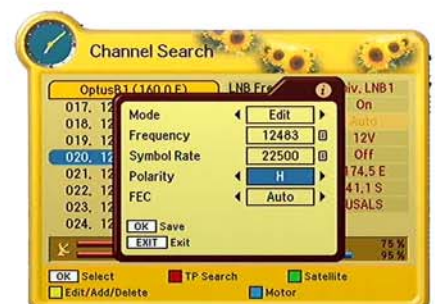 Channel Search
OptusB1 (160.0 E)
LNB Fre
iv, LNB1
017, 12
018, 12
019, 12
020, 12
021, 12
022, 12
023, 12
024, 12
On
Auto
12V
Off
174,5 E
41.1 S
USALS
Mode Edit
Frequency 12483
Symbol Rate 22500
Polarity H
FEC Auto
OK Save
EXIT Exit
75 %
95 %
OK Select TP Search Satellite
Edit/Add/Delete Motor